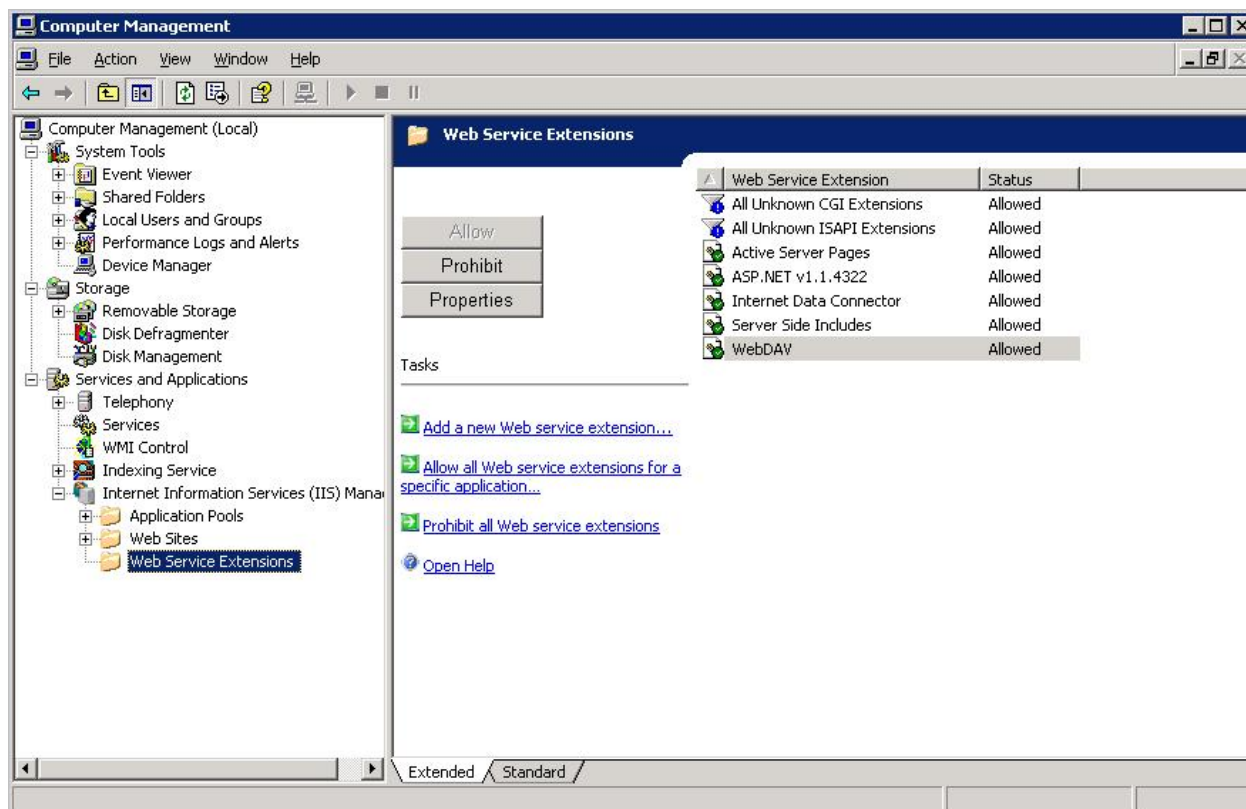 Computer Management
File Action View Window Help
Computer Management (Local)
System Tools
Event Viewer
Shared Folders
Local Users and Groups
Performance Logs and Alerts
Device Manager
Storage
Removable Storage
Disk Defragmenter
Disk Management
Services and Applications
Telephony
Services
WMI Control
Indexing Service
Internet Information Services (IIS) Mana
Application Pools
Web Sites
Web Service Extensions
Web Service Extensions
Allow
Prohibit
Properties
Tasks
Add a new Web service extension...
Allow all Web service extensions for a
specific application...
Prohibit all Web service extensions
Open Help
Web Service Extension Status
All Unknown CGI Extensions Allowed
All Unknown ISAPI Extensions Allowed
Active Server Pages Allowed
ASP.NET v1.1.4322 Allowed
Internet Data Connector Allowed
Server Side Includes Allowed
WebDAV Allowed
Extended Standard